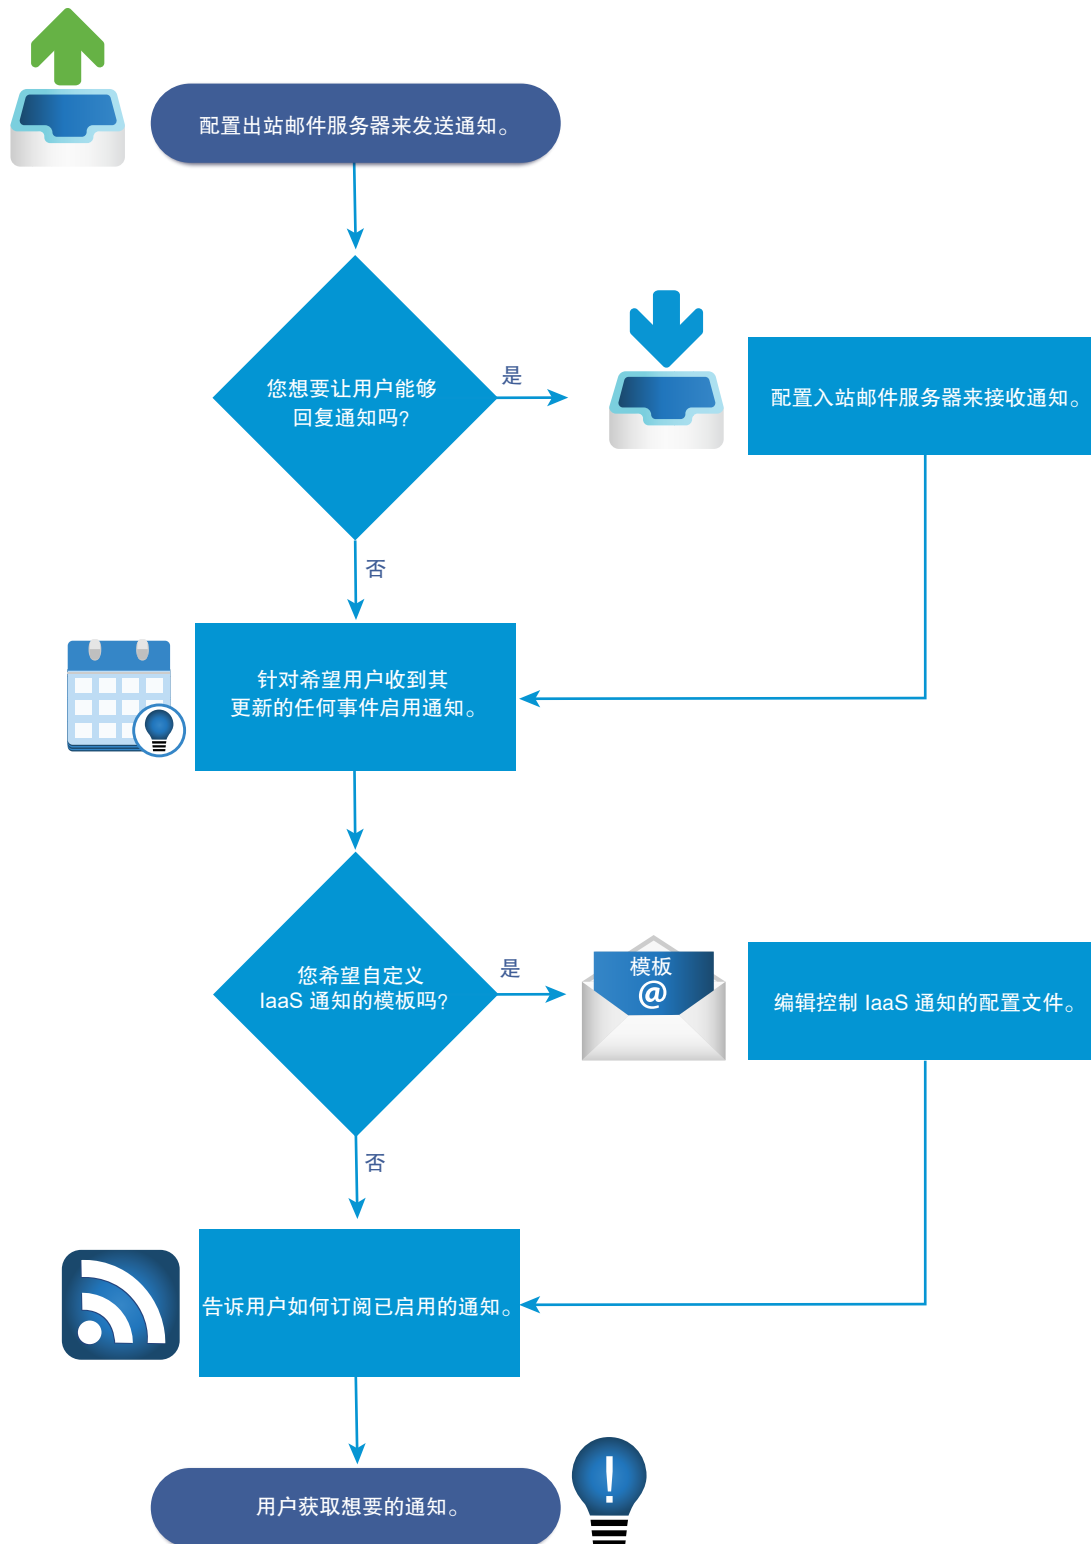 配置出站邮件服务器来发送通知。
您想要让用户能够
回复通知吗？
是
配置入站邮件服务器来接收通知。
否
针对希望用户收到其
更新的任何事件启用通知。
您希望自定义
IaaS 通知的模板吗？
是
模板
@
编辑控制 IaaS 通知的配置文件。
否
告诉用户如何订阅已启用的通知。
用户获取想要的通知。
!